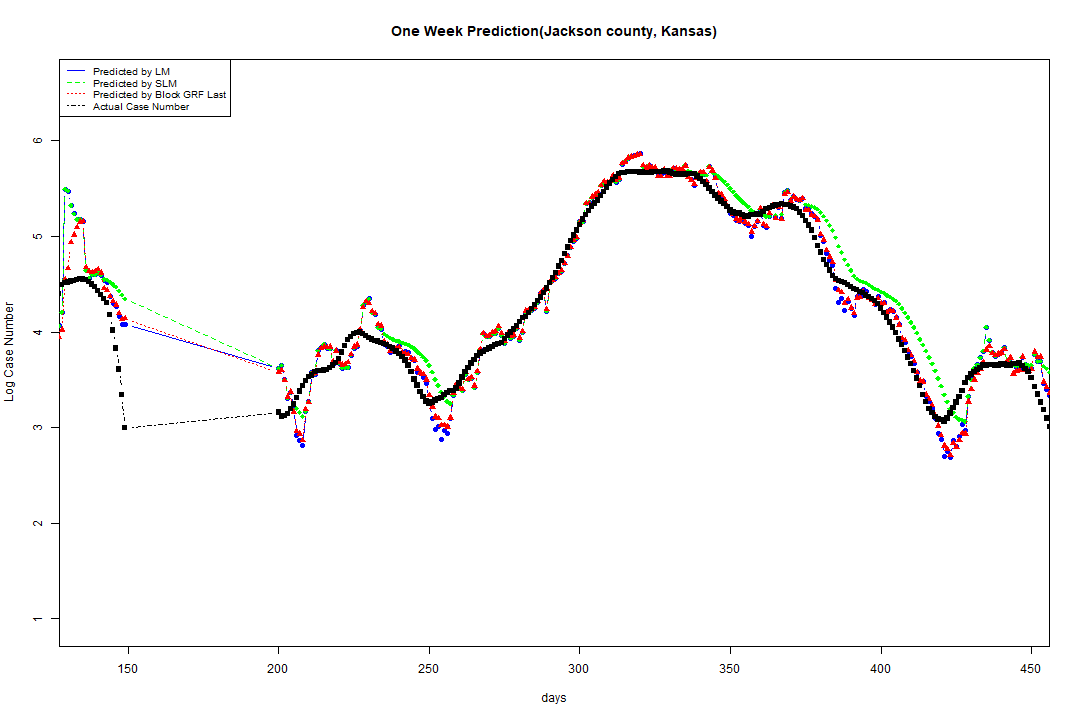 One Week Prediction(Jackson county, Kansas)
Predicted by LM
Predicted by SLM
Predicted by Block GRF Last
Actual Case Number
6
5
4
3
2
1
Log Case Number
150 200 250 300 350 400 450
days